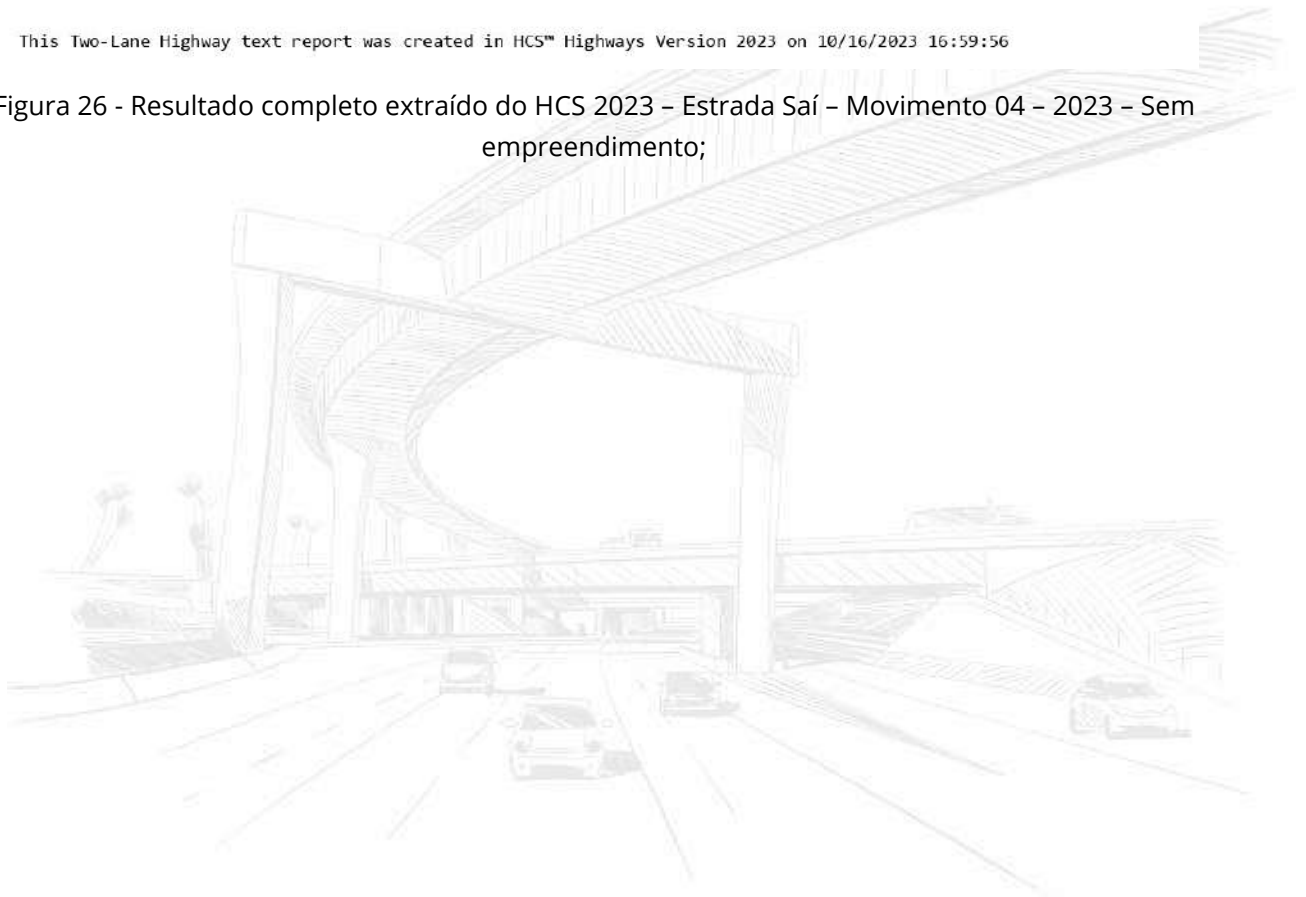 This Two-Lane Highway text report was created in HCS™ Highways Version 2023 on 10/16/2023 16:59:56
Figura 26 - Resultado completo extraído do HCS 2023 – Estrada Saí – Movimento 04 – 2023 – Sem
empreendimento;